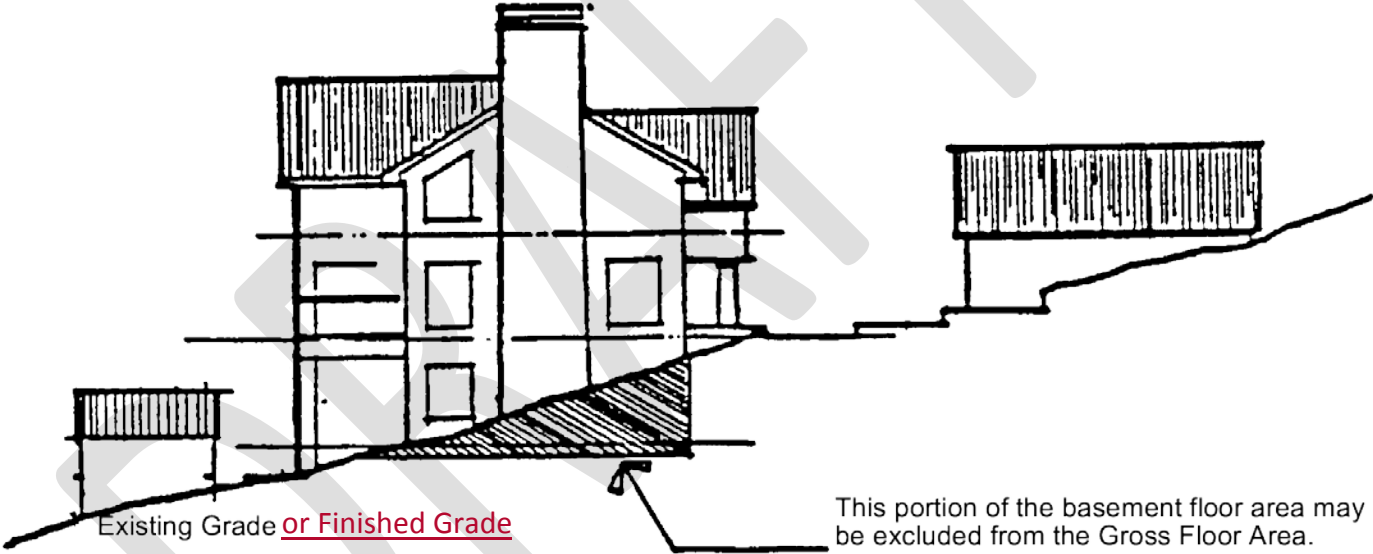 DRAFT
Existing Grade or Finished Grade
This portion of the basement floor area may
be excluded from the Gross Floor Area.